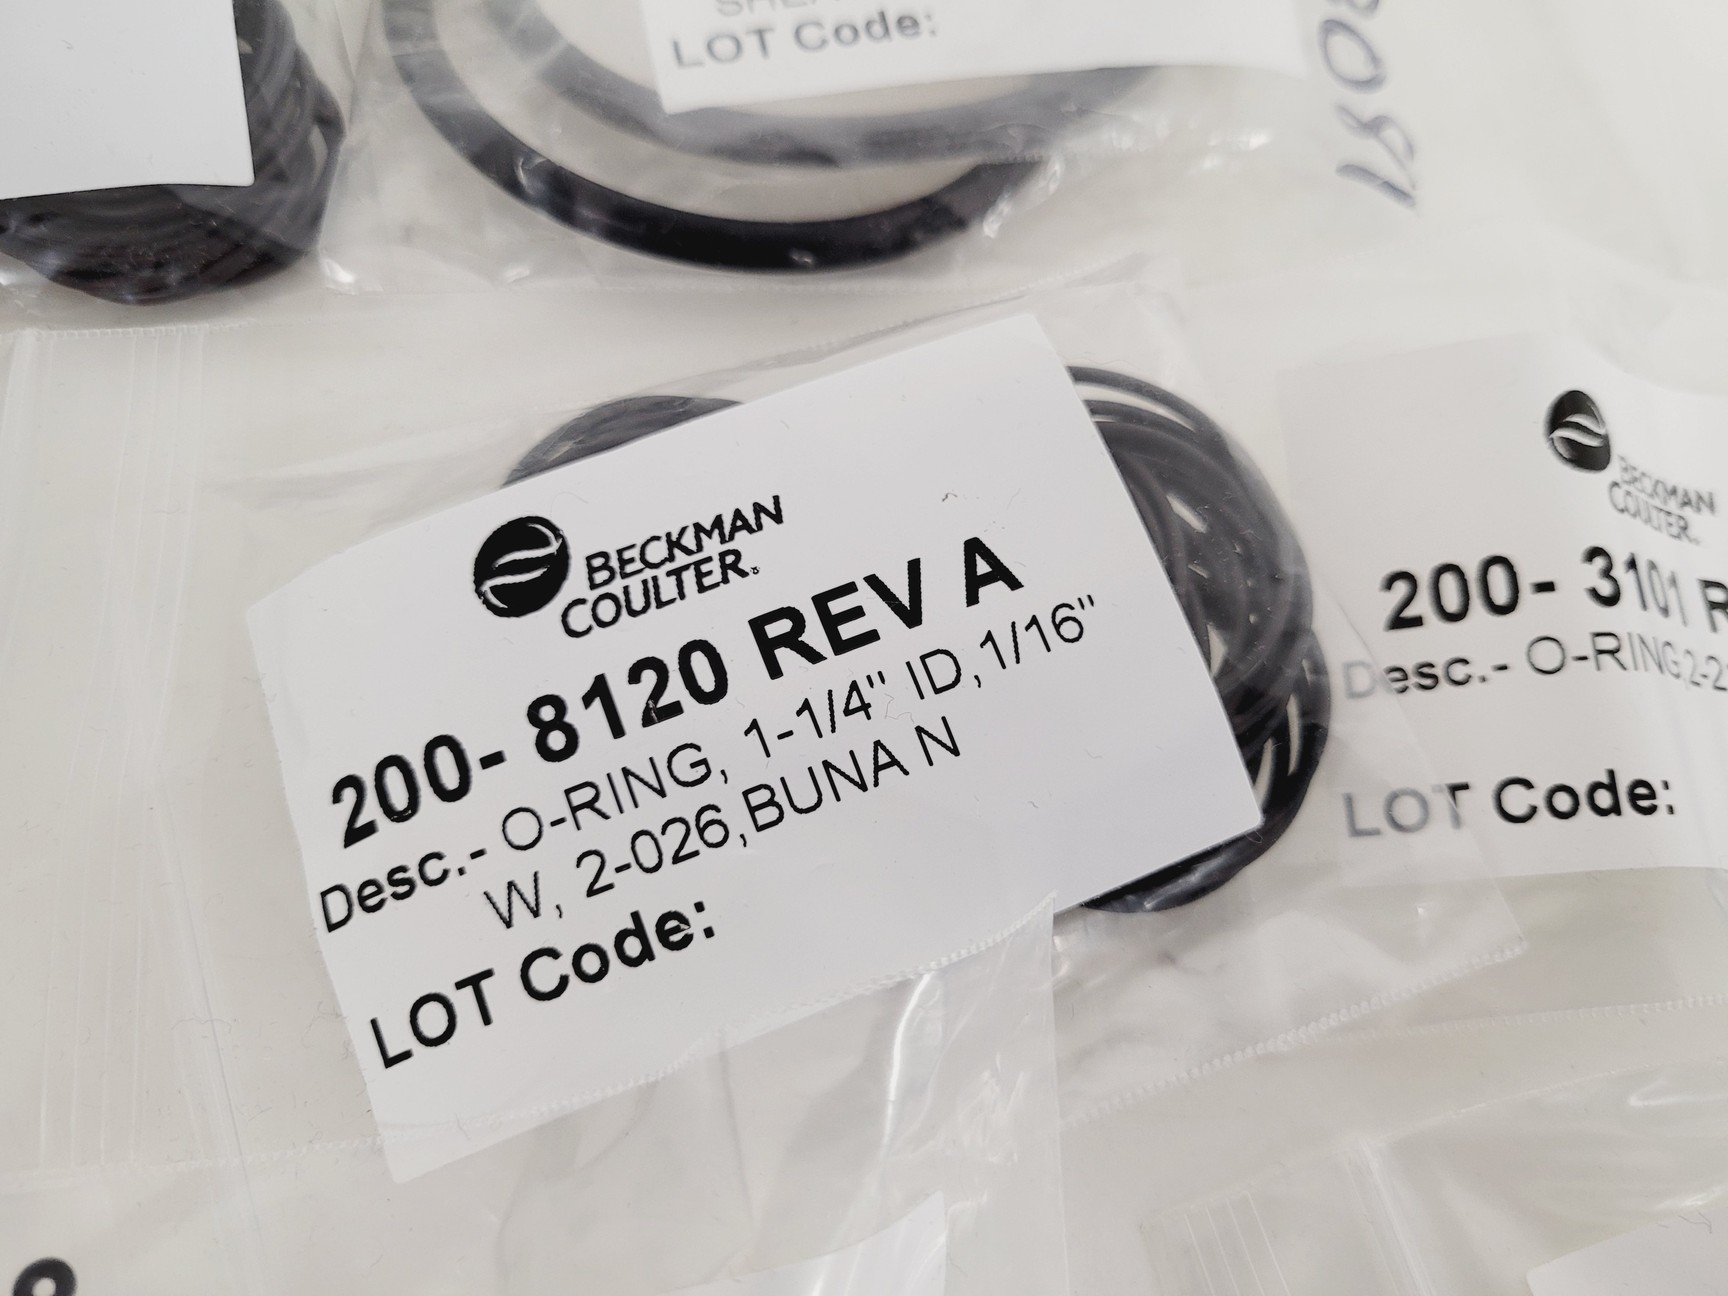 LOT Code:
BECKMAN
COULTER
200- 8120 REV A
Desc.- O-RING, 1-1/4" ID,1/16"
W, 2-026,BUNA N
LOT Code:
BECKMAN
COULTER
200- 3101
Desc.- O-RING,
LOT Code: